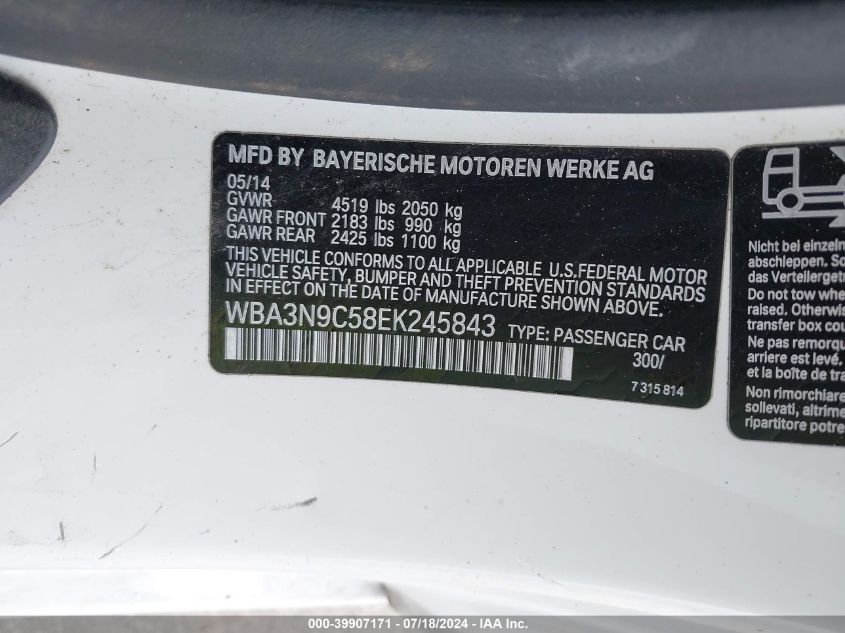 MFD BY BAYERISCHE MOTOREN WERKE AG
05/14
GVWR 4519 lbs 2050 kg
GAWR FRONT 2183 lbs 990 kg
GAWR REAR 2425 lbs 1100 kg
THIS VEHICLE CONFORMS TO ALL APPLICABLE U.S.FEDERAL MOTOR
VEHICLE SAFETY, BUMPER AND THEFT PREVENTION STANDARDS
IN EFFECT ON THE DATE OF MANUFACTURE SHOWN ABOVE.
WBA3N9C58EK245843 TYPE: PASSENGER CAR
300/
7 315 814
Nicht bei einzeln
abschleppen. So
das Verteilerget
Do not tow when
raised. Otherwise
transfer box cou
Ne pas remorqu
arriere est levé.
et la boîte de tra
Non rimorchiare
sollevati, altrime
ripartitore potre
000-39907171 - 07/18/2024 - IAA Inc.